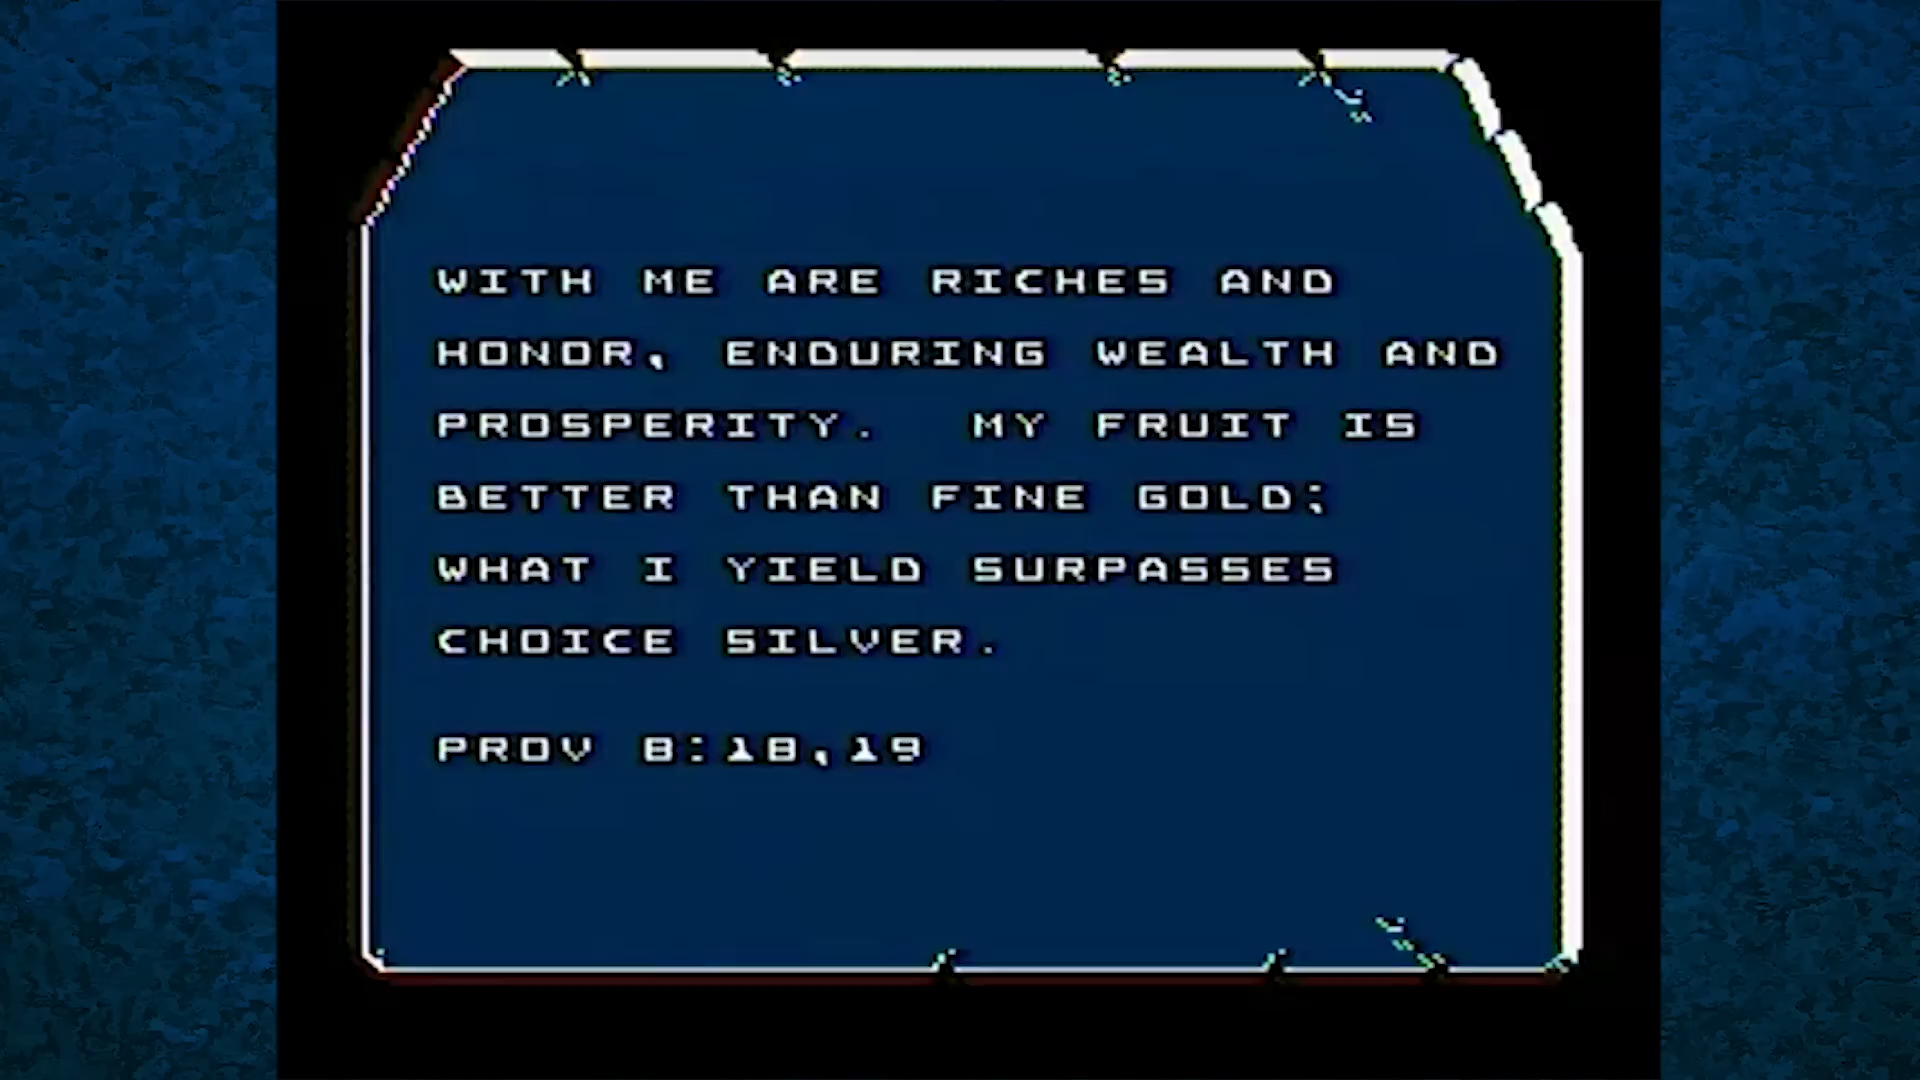 WITH ME ARE RICHES AND
HONOR, ENDURING WEALTH AND
PROSPERITY. MY FRUIT IS
BETTER THAN FINE GOLD;
WHAT I YIELD SURPASSES
CHOICE SILVER.
PROV 8:18,19